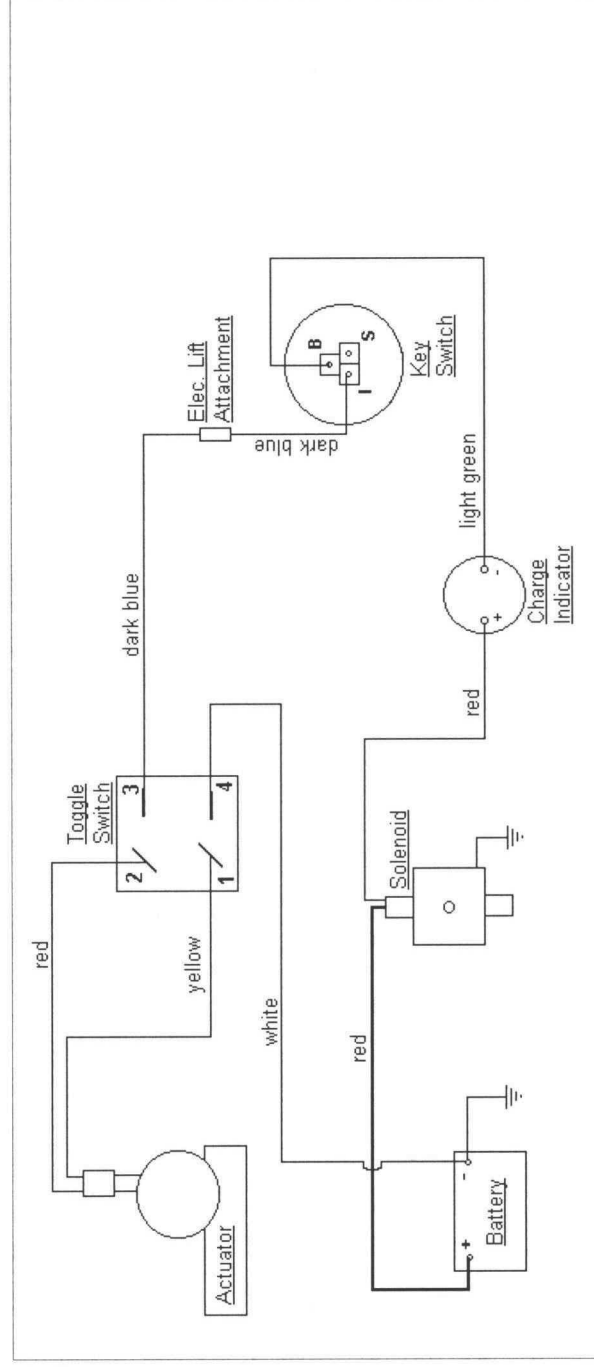 red
Toggle
Switch
2
3
1
4
yellow
dark blue
Elec. Lift
Attachment
dark blue
B
I
S
Key
Switch
Actuator
white
red
Solenoid
red
+
-
light green
Charge
Indicator
+
-
Battery